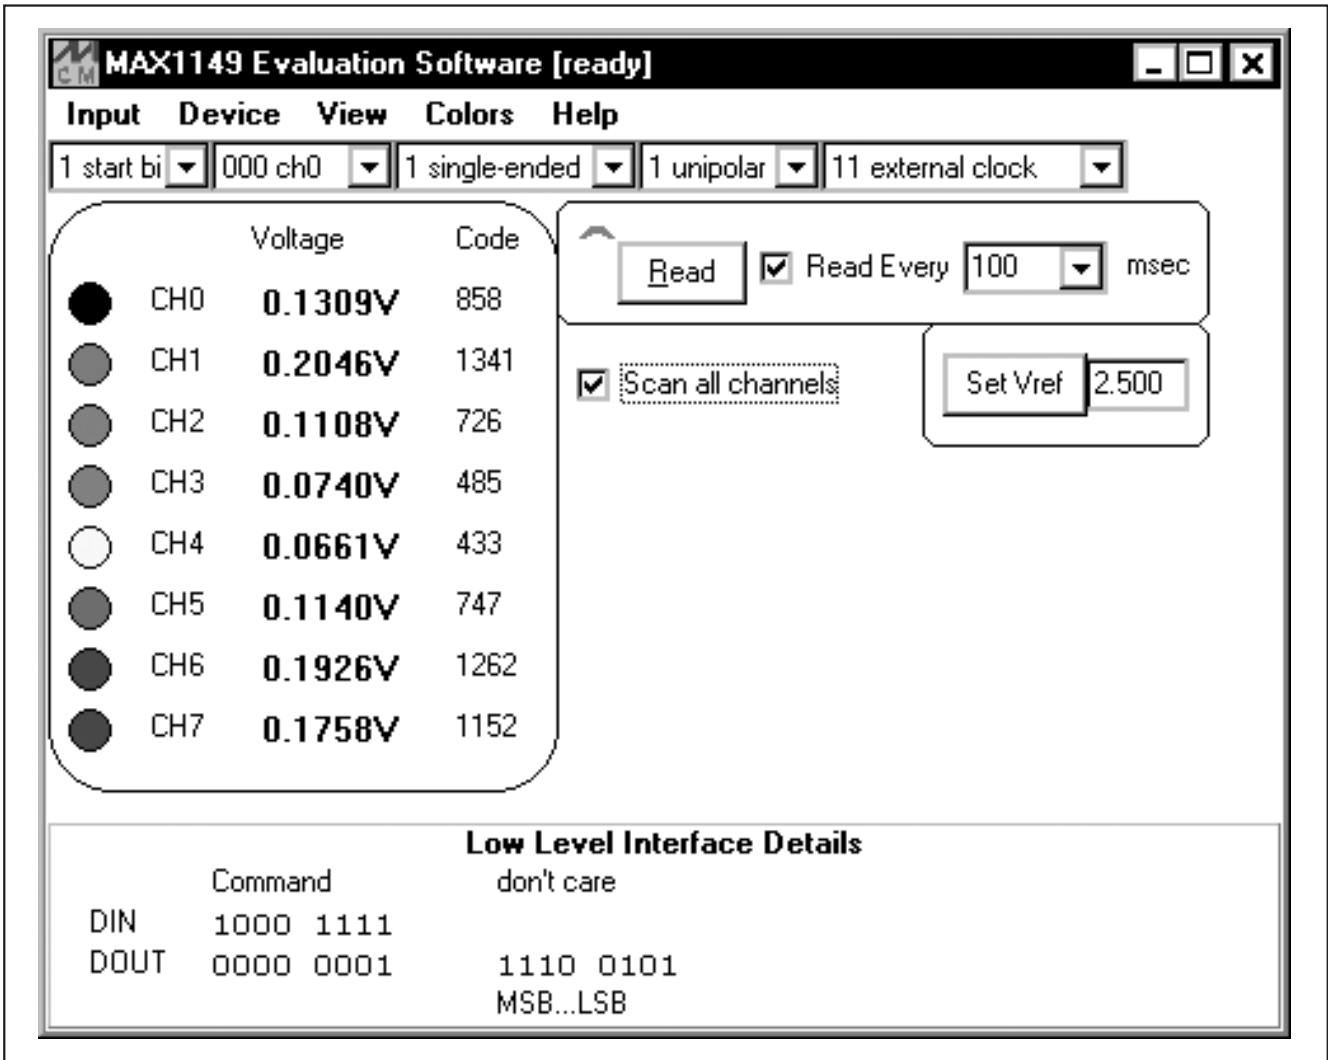 CM MAX1149 Evaluation Software [ready]
Input Device View Colors Help
1 start bi 000 ch0 1 single-ended 1 unipolar 11 external clock
Voltage Code
Read Read Every 100 msec
CH0 0.1309V 858
CH1 0.2046V 1341
Scan all channels Set Vref 2.500
CH2 0.1108V 726
CH3 0.0740V 485
CH4 0.0661V 433
CH5 0.1140V 747
CH6 0.1926V 1262
CH7 0.1758V 1152
Low Level Interface Details
Command don't care
DIN 1000 1111
DOUT 0000 0001 1110 0101
MSB...LSB